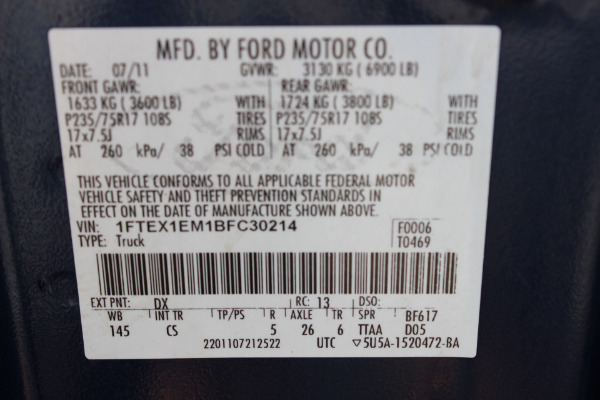 MFD. BY FORD MOTOR CO.
DATE: 07/11 GVWR: 3130 KG ( 6900 LB)
FRONT GAWR: REAR GAWR:
1633 KG ( 3600 LB) WITH 1724 KG ( 3800 LB) WITH
P235/75R17 108S TIRES P235/75R17 108S TIRES
17x7.5J RIMS 17x7.5J RIMS
AT 260 kPa/ 38 PSI COLD AT 260 kPa/ 38 PSI COLD
THIS VEHICLE CONFORMS TO ALL APPLICABLE FEDERAL MOTOR
VEHICLE SAFETY AND THEFT PREVENTION STANDARDS IN
EFFECT ON THE DATE OF MANUFACTURE SHOWN ABOVE.
VIN: 1FTEX1EM1BFC30214 F0006
TYPE: Truck T0469
EXT PNT: DX RC: 13 DSO:
WB INT TR TP/PS R AXLE TR SPR BF617
145 CS 5 26 6 TTAA D05
2201107212522 UTC ▽5U5A-1520472-BA